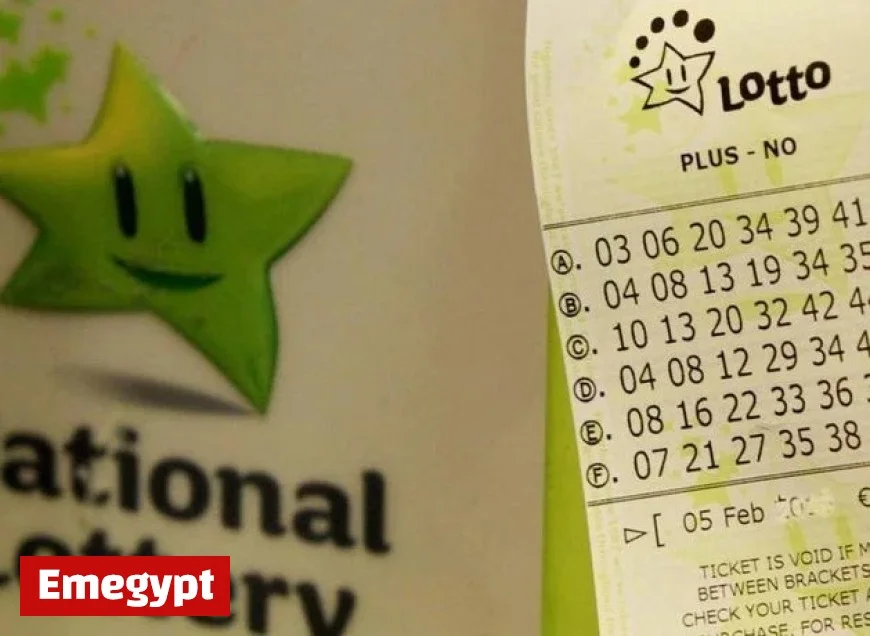 Lotto
PLUS - NO
Ⓐ. 03 06 20 34 39 41
Ⓑ. 04 08 13 19 34 35
Ⓒ. 10 13 20 32 42
Ⓓ. 04 08 12 29 34
Ⓔ. 08 16 22 33 36
Ⓕ. 07 21 27 35 38
[ 05 Feb €
TICKET IS VOID IF
BETWEEN BRACKETS
CHECK YOUR TICKET
FOR
ational
Emegypt